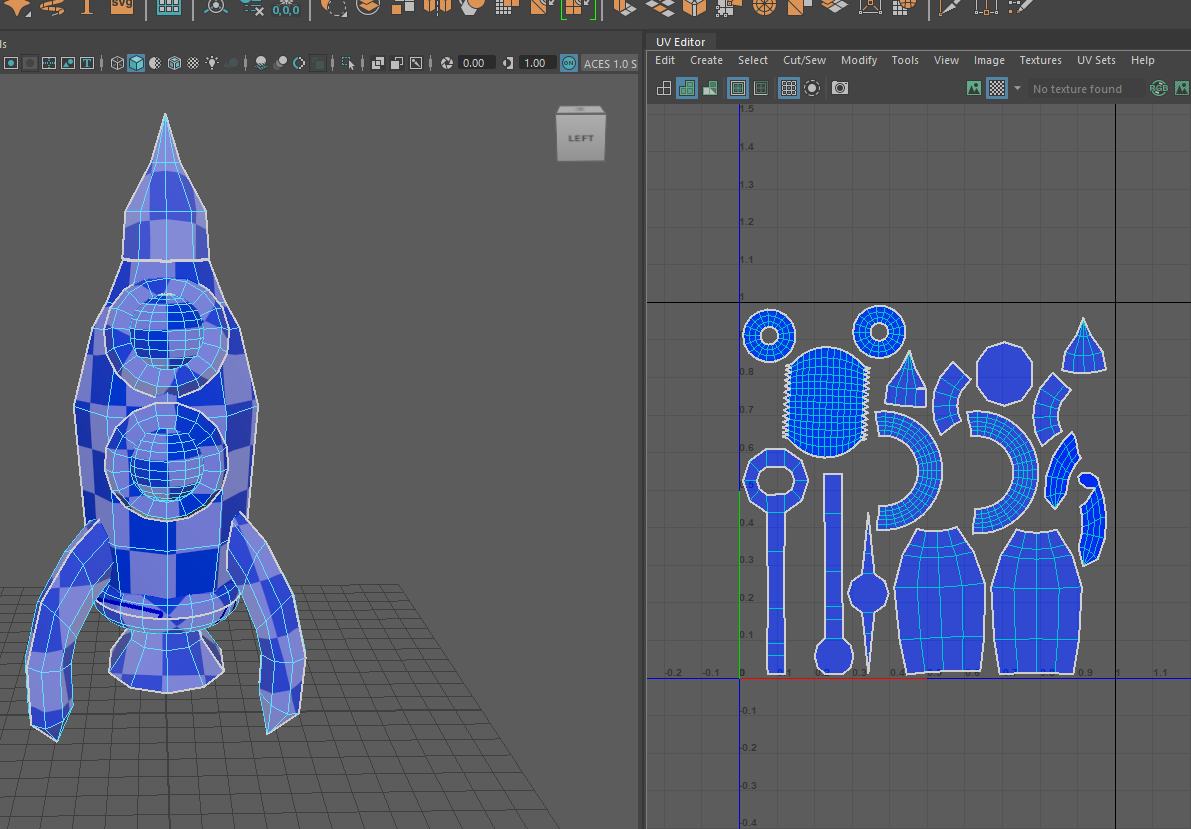 SVG
0,0,0
ls
T
0.00
1.00
ON
ACES 1.0 S
LEFT
UV Editor
Edit Create Select Cut/Sew Modify Tools View Image Textures UV Sets Help
No texture found
RGB
1.5
1.4
1.3
1.2
1.1
1
0.8
0.7
0.6
0.4
0.3
0.2
0.1
-0.2 -0.1 0 0.1 0.2 0.3 0.4 0.5 0.6 0.8 0.9 1.1
-0.1
-0.2
-0.3
-0.4